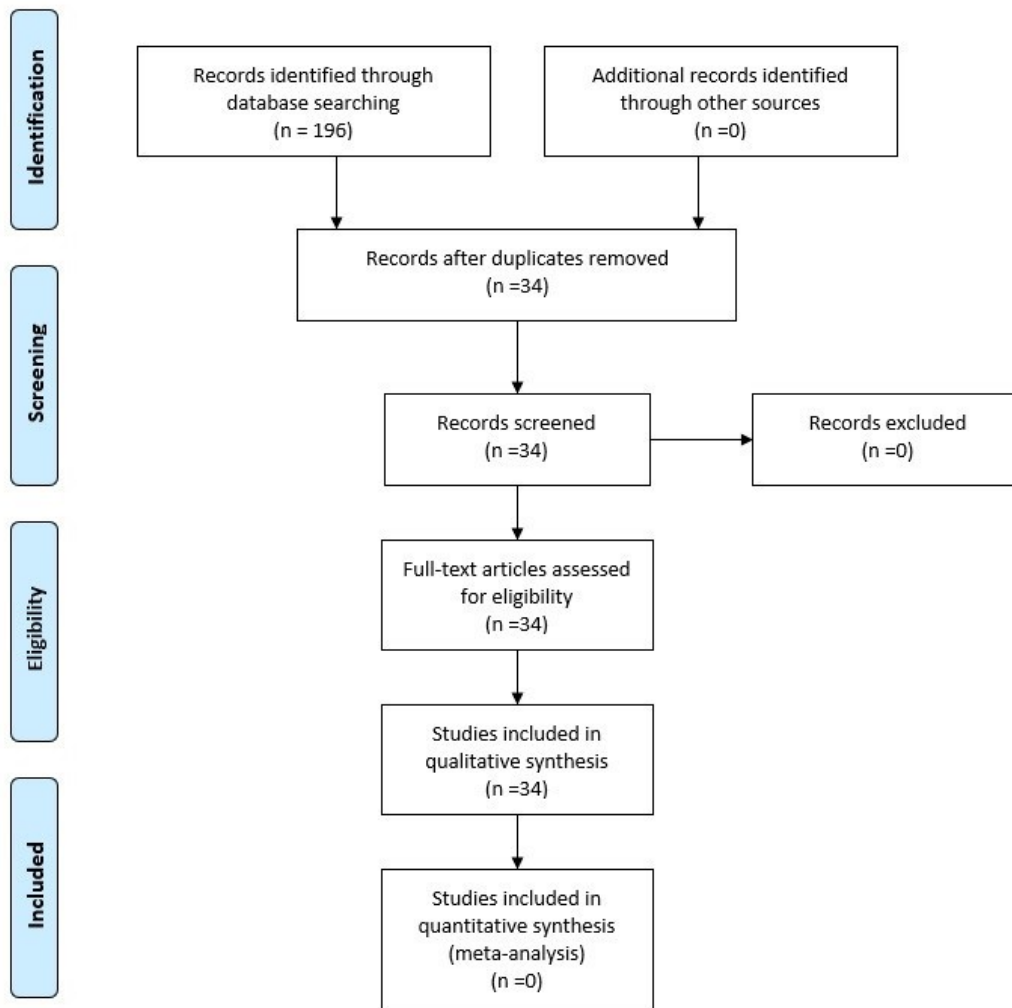 Identification
Records identified through
database searching
(n = 196)
Additional records identified
through other sources
(n =0)
Records after duplicates removed
(n =34)
Screening
Records screened
(n =34)
Records excluded
(n =0)
Eligibility
Full-text articles assessed
for eligibility
(n =34)
Studies included in
qualitative synthesis
(n =34)
Included
Studies included in
quantitative synthesis
(meta-analysis)
(n =0)